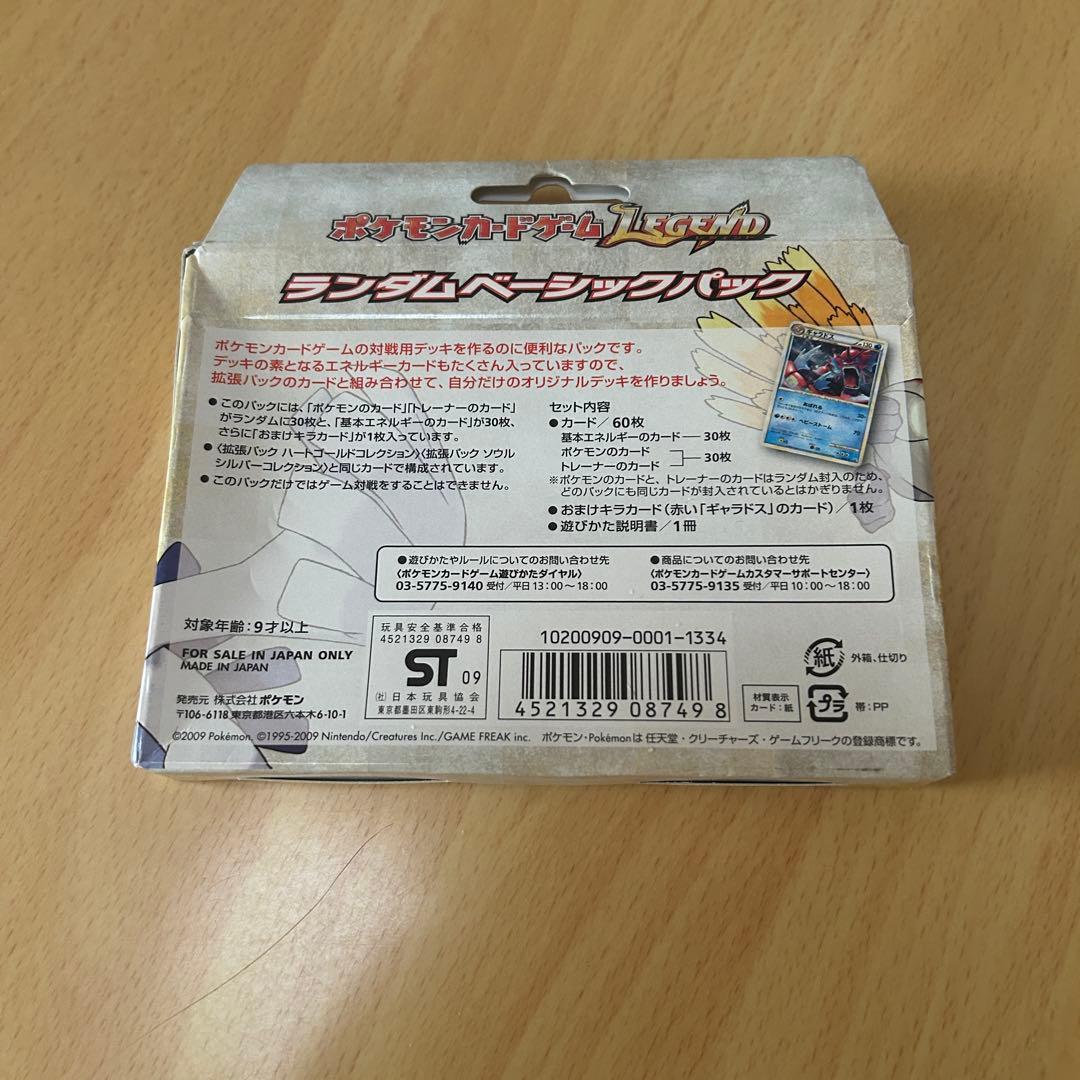 ポケモンカードゲーム LEGEND
ランダムベーシックパック
ポケモンカードゲームの対戦用デッキを作るのに便利なパックです。
デッキの素となるエネルギーカードもたくさん入っていますので、
拡張パックのカードと組み合わせて、自分だけのオリジナルデッキを作りましょう。
●このパックには、「ポケモンのカード」「トレーナーのカード」
がランダムに30枚と、「基本エネルギーのカード」が30枚、
さらに「おまけキラカード」が1枚入っています。
●〈拡張パック ハートゴールドコレクション〉〈拡張パック ソウル
シルバーコレクション〉と同じカードで構成されています。
●このパックだけではゲーム対戦をすることはできません。
セット内容
●カード/60枚
基本エネルギーのカード 30枚
ポケモンのカード
トレーナーのカード 30枚
※ポケモンのカードと、トレーナーのカードはランダム封入のため、
どのパックにも同じカードが封入されているとはかぎりません。
●おまけキラカード(赤い「ギャラドス」のカード)/1枚
●遊びかた説明書/1冊
ギャラドス 130
あばれる
ヘビーストーム
●遊びかたやルールについてのお問い合わせ先
〈ポケモンカードゲーム遊びかたダイヤル〉
03-5775-9140 受付/平日13:00〜18:00
●商品についてのお問い合わせ先
〈ポケモンカードゲームカスタマーサポートセンター〉
03-5775-9135 受付/平日10:00〜18:00
対象年齢:9才以上
FOR SALE IN JAPAN ONLY
MADE IN JAPAN
発売元 株式会社ポケモン
〒106-6118 東京都港区六本木6-10-1
玩具安全基準合格
4521329 08749 8
ST 09
(社)日本玩具協会
東京都墨田区東駒形4-22-4
10200909-0001-1334
4 521329 087498
材質表示
カード:紙
紙 外箱、仕切り
プラ 帯:PP
©2009 Pokémon. ©1995-2009 Nintendo/Creatures Inc./GAME FREAK inc. ポケモン・Pokémonは 任天堂・クリーチャーズ・ゲームフリークの登録商標です。